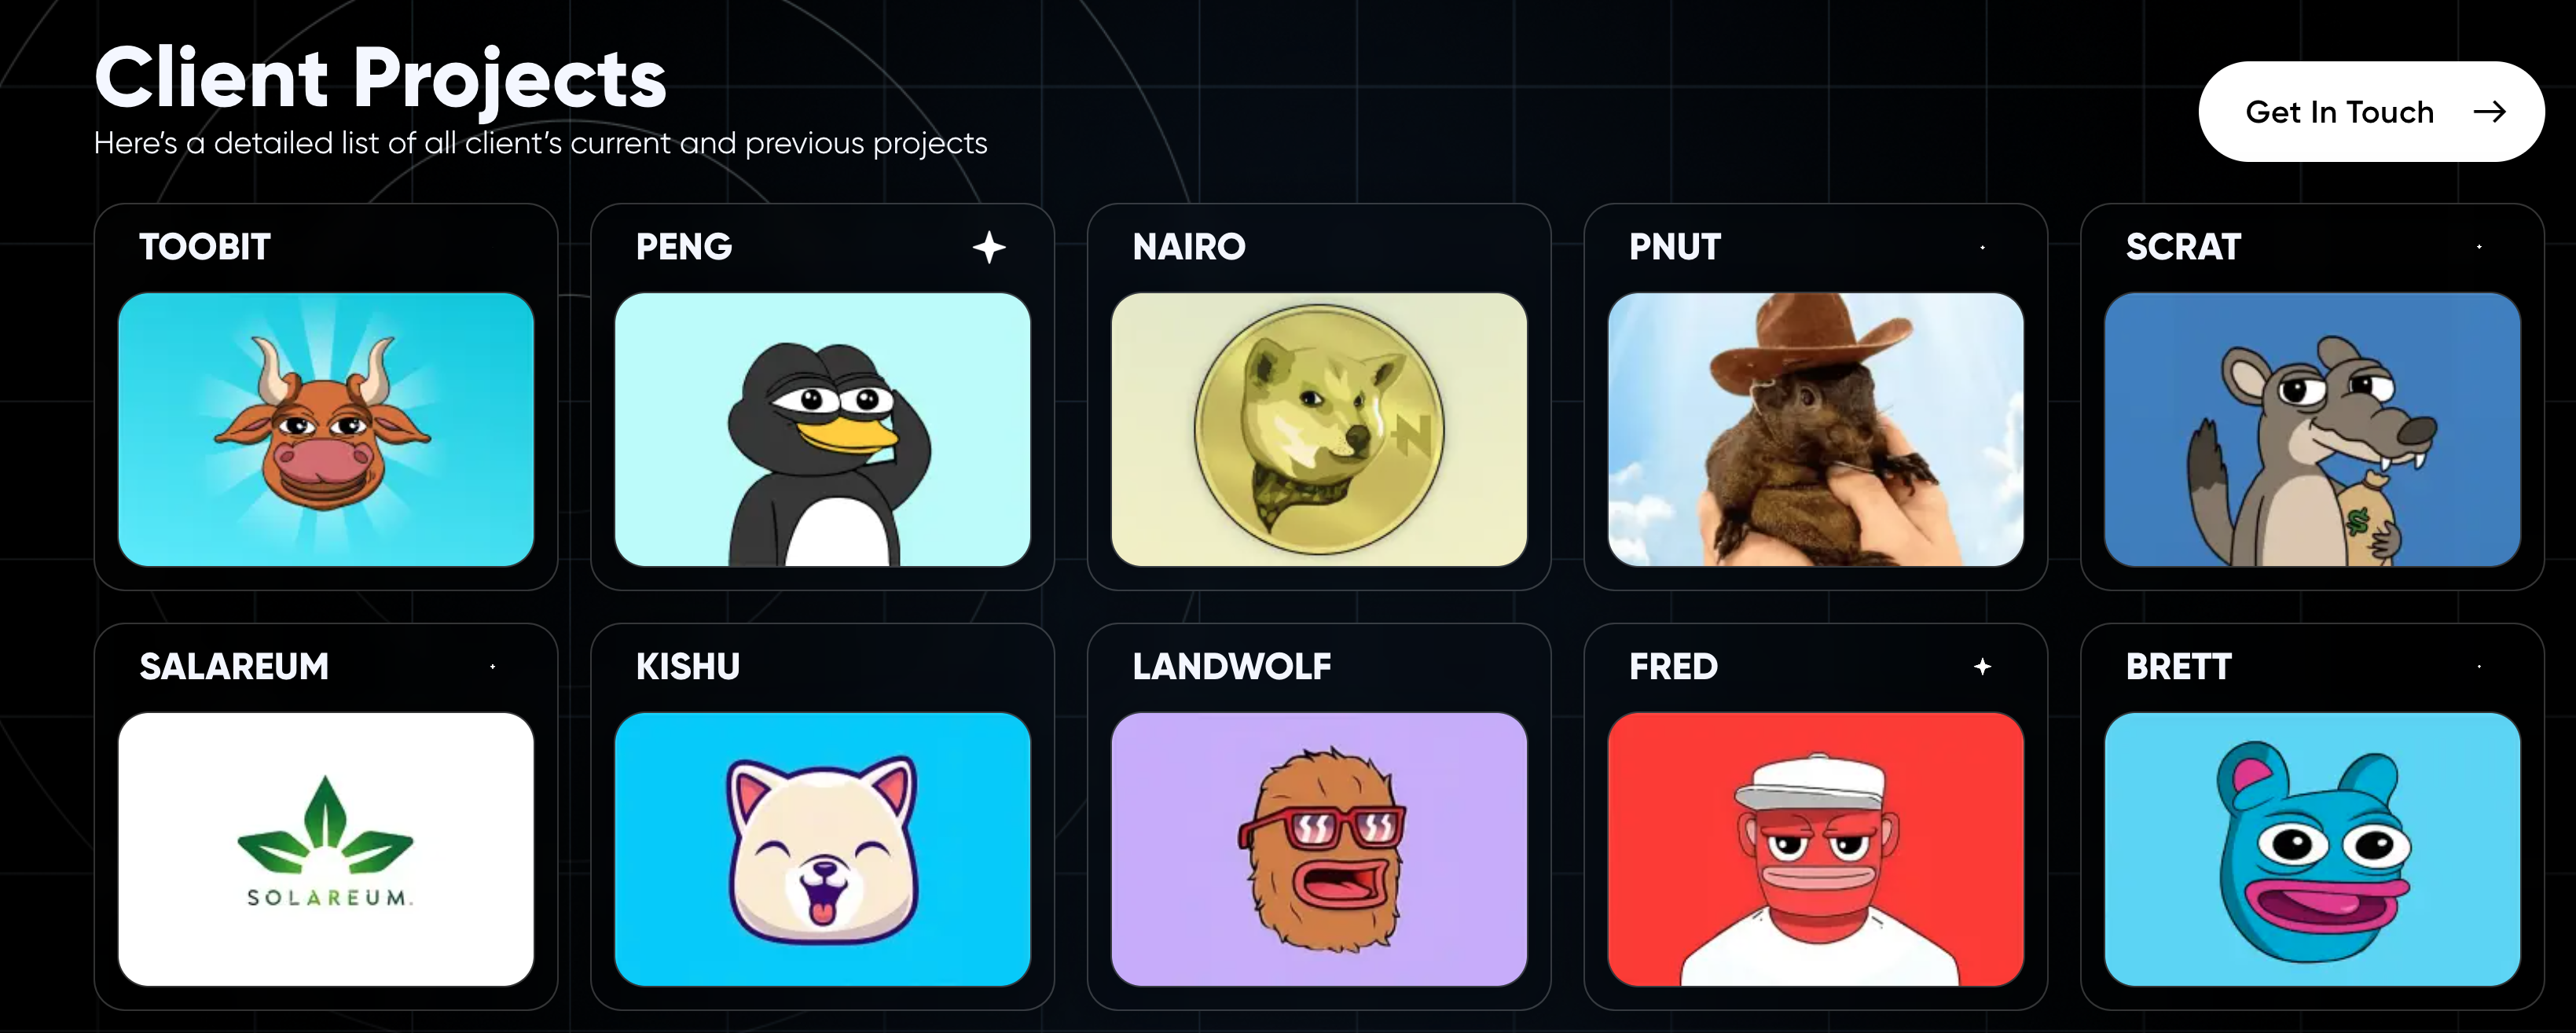 Client Projects
Here's a detailed list of all client's current and previous projects
Get In Touch
TOOBIT
PENG
NAIRO
PNUT
SCRAT
N
$
SALAREUM
KISHU
LANDWOLF
FRED
BRETT
SOLAREUM.